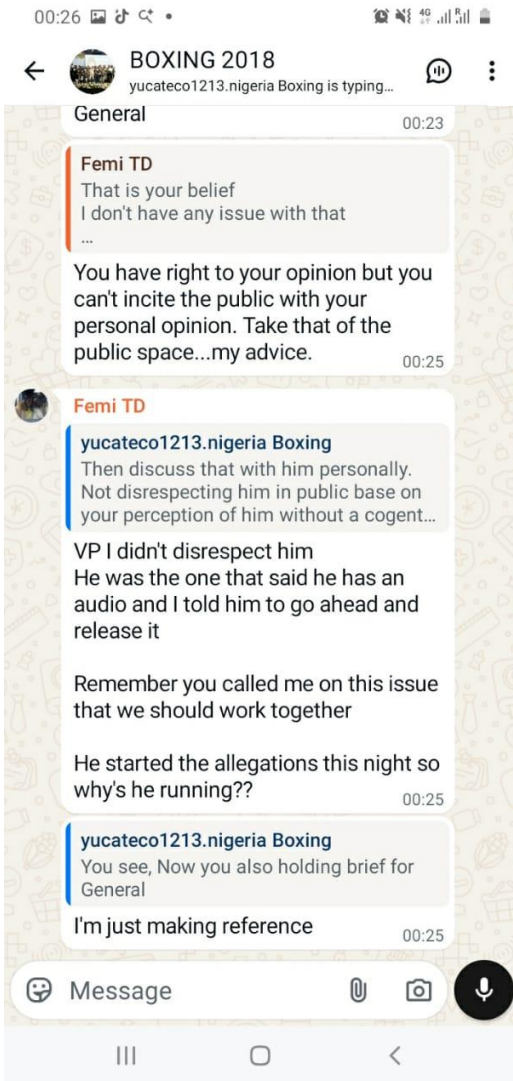 00:26
4G R
BOXING 2018
yucateco1213.nigeria Boxing is typing...
General
00:23
Femi TD
That is your belief
I don't have any issue with that
...
You have right to your opinion but you
can't incite the public with your
personal opinion. Take that of the
public space...my advice.
00:25
Femi TD
yucateco1213.nigeria Boxing
Then discuss that with him personally.
Not disrespecting him in public base on
your perception of him without a cogent...
VP I didn't disrespect him
He was the one that said he has an
audio and I told him to go ahead and
release it
Remember you called me on this issue
that we should work together
He started the allegations this night so
why's he running??
00:25
yucateco1213.nigeria Boxing
You see, Now you also holding brief for
General
I'm just making reference
00:25
Message